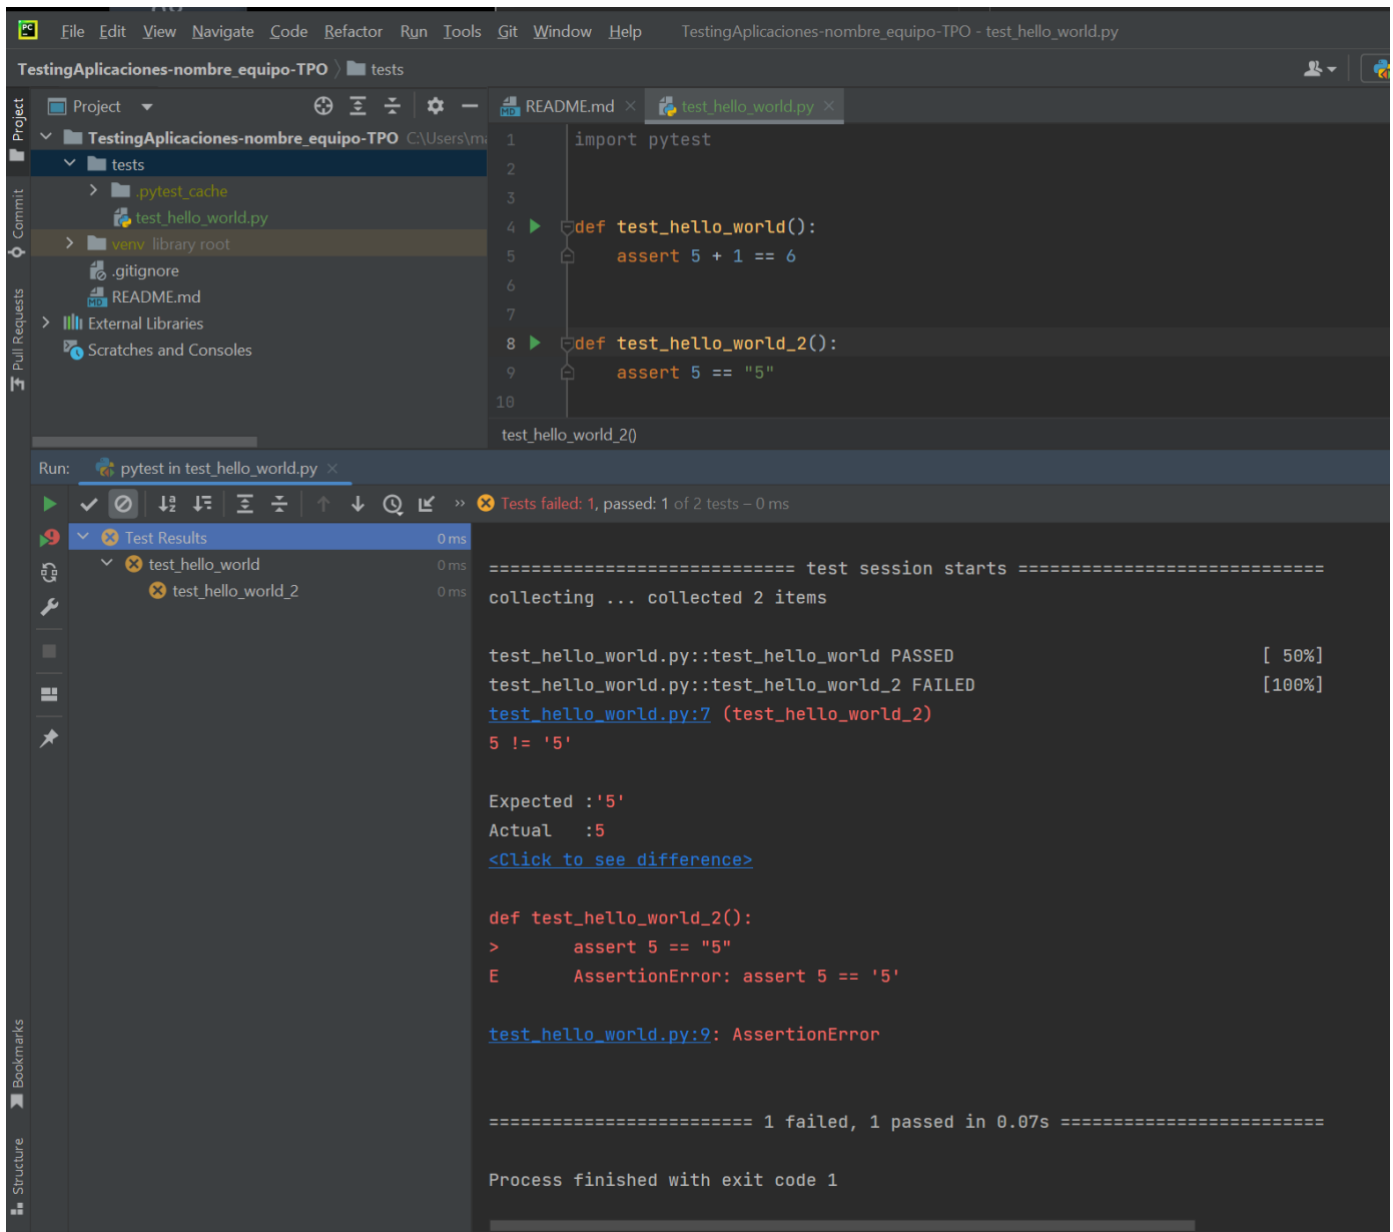 PC File Edit View Navigate Code Refactor Run Tools Git Window Help TestingAplicaciones-nombre_equipo-TPO - test_hello_world.py
TestingAplicaciones-nombre_equipo-TPO tests
Project
Commit
Pull Requests
Project
TestingAplicaciones-nombre_equipo-TPO C:\Users\m
tests
.pytest_cache
test_hello_world.py
venv library root
.gitignore
README.md
External Libraries
Scratches and Consoles
README.md test_hello_world.py
1 import pytest
2
3
4 def test_hello_world():
5 assert 5 + 1 == 6
6
7
8 def test_hello_world_2():
9 assert 5 == "5"
10
test_hello_world_2()
Run: pytest in test_hello_world.py
Tests failed: 1, passed: 1 of 2 tests – 0 ms
Test Results 0 ms
test_hello_world 0 ms
test_hello_world_2 0 ms
============================= test session starts =============================
collecting ... collected 2 items
test_hello_world.py::test_hello_world PASSED [ 50%]
test_hello_world.py::test_hello_world_2 FAILED [100%]
test_hello_world.py:7 (test_hello_world_2)
5 != '5'
Expected :'5'
Actual :5
<Click to see difference>
def test_hello_world_2():
> assert 5 == "5"
E AssertionError: assert 5 == '5'
test_hello_world.py:9: AssertionError
========================= 1 failed, 1 passed in 0.07s =========================
Process finished with exit code 1
Bookmarks
Structure